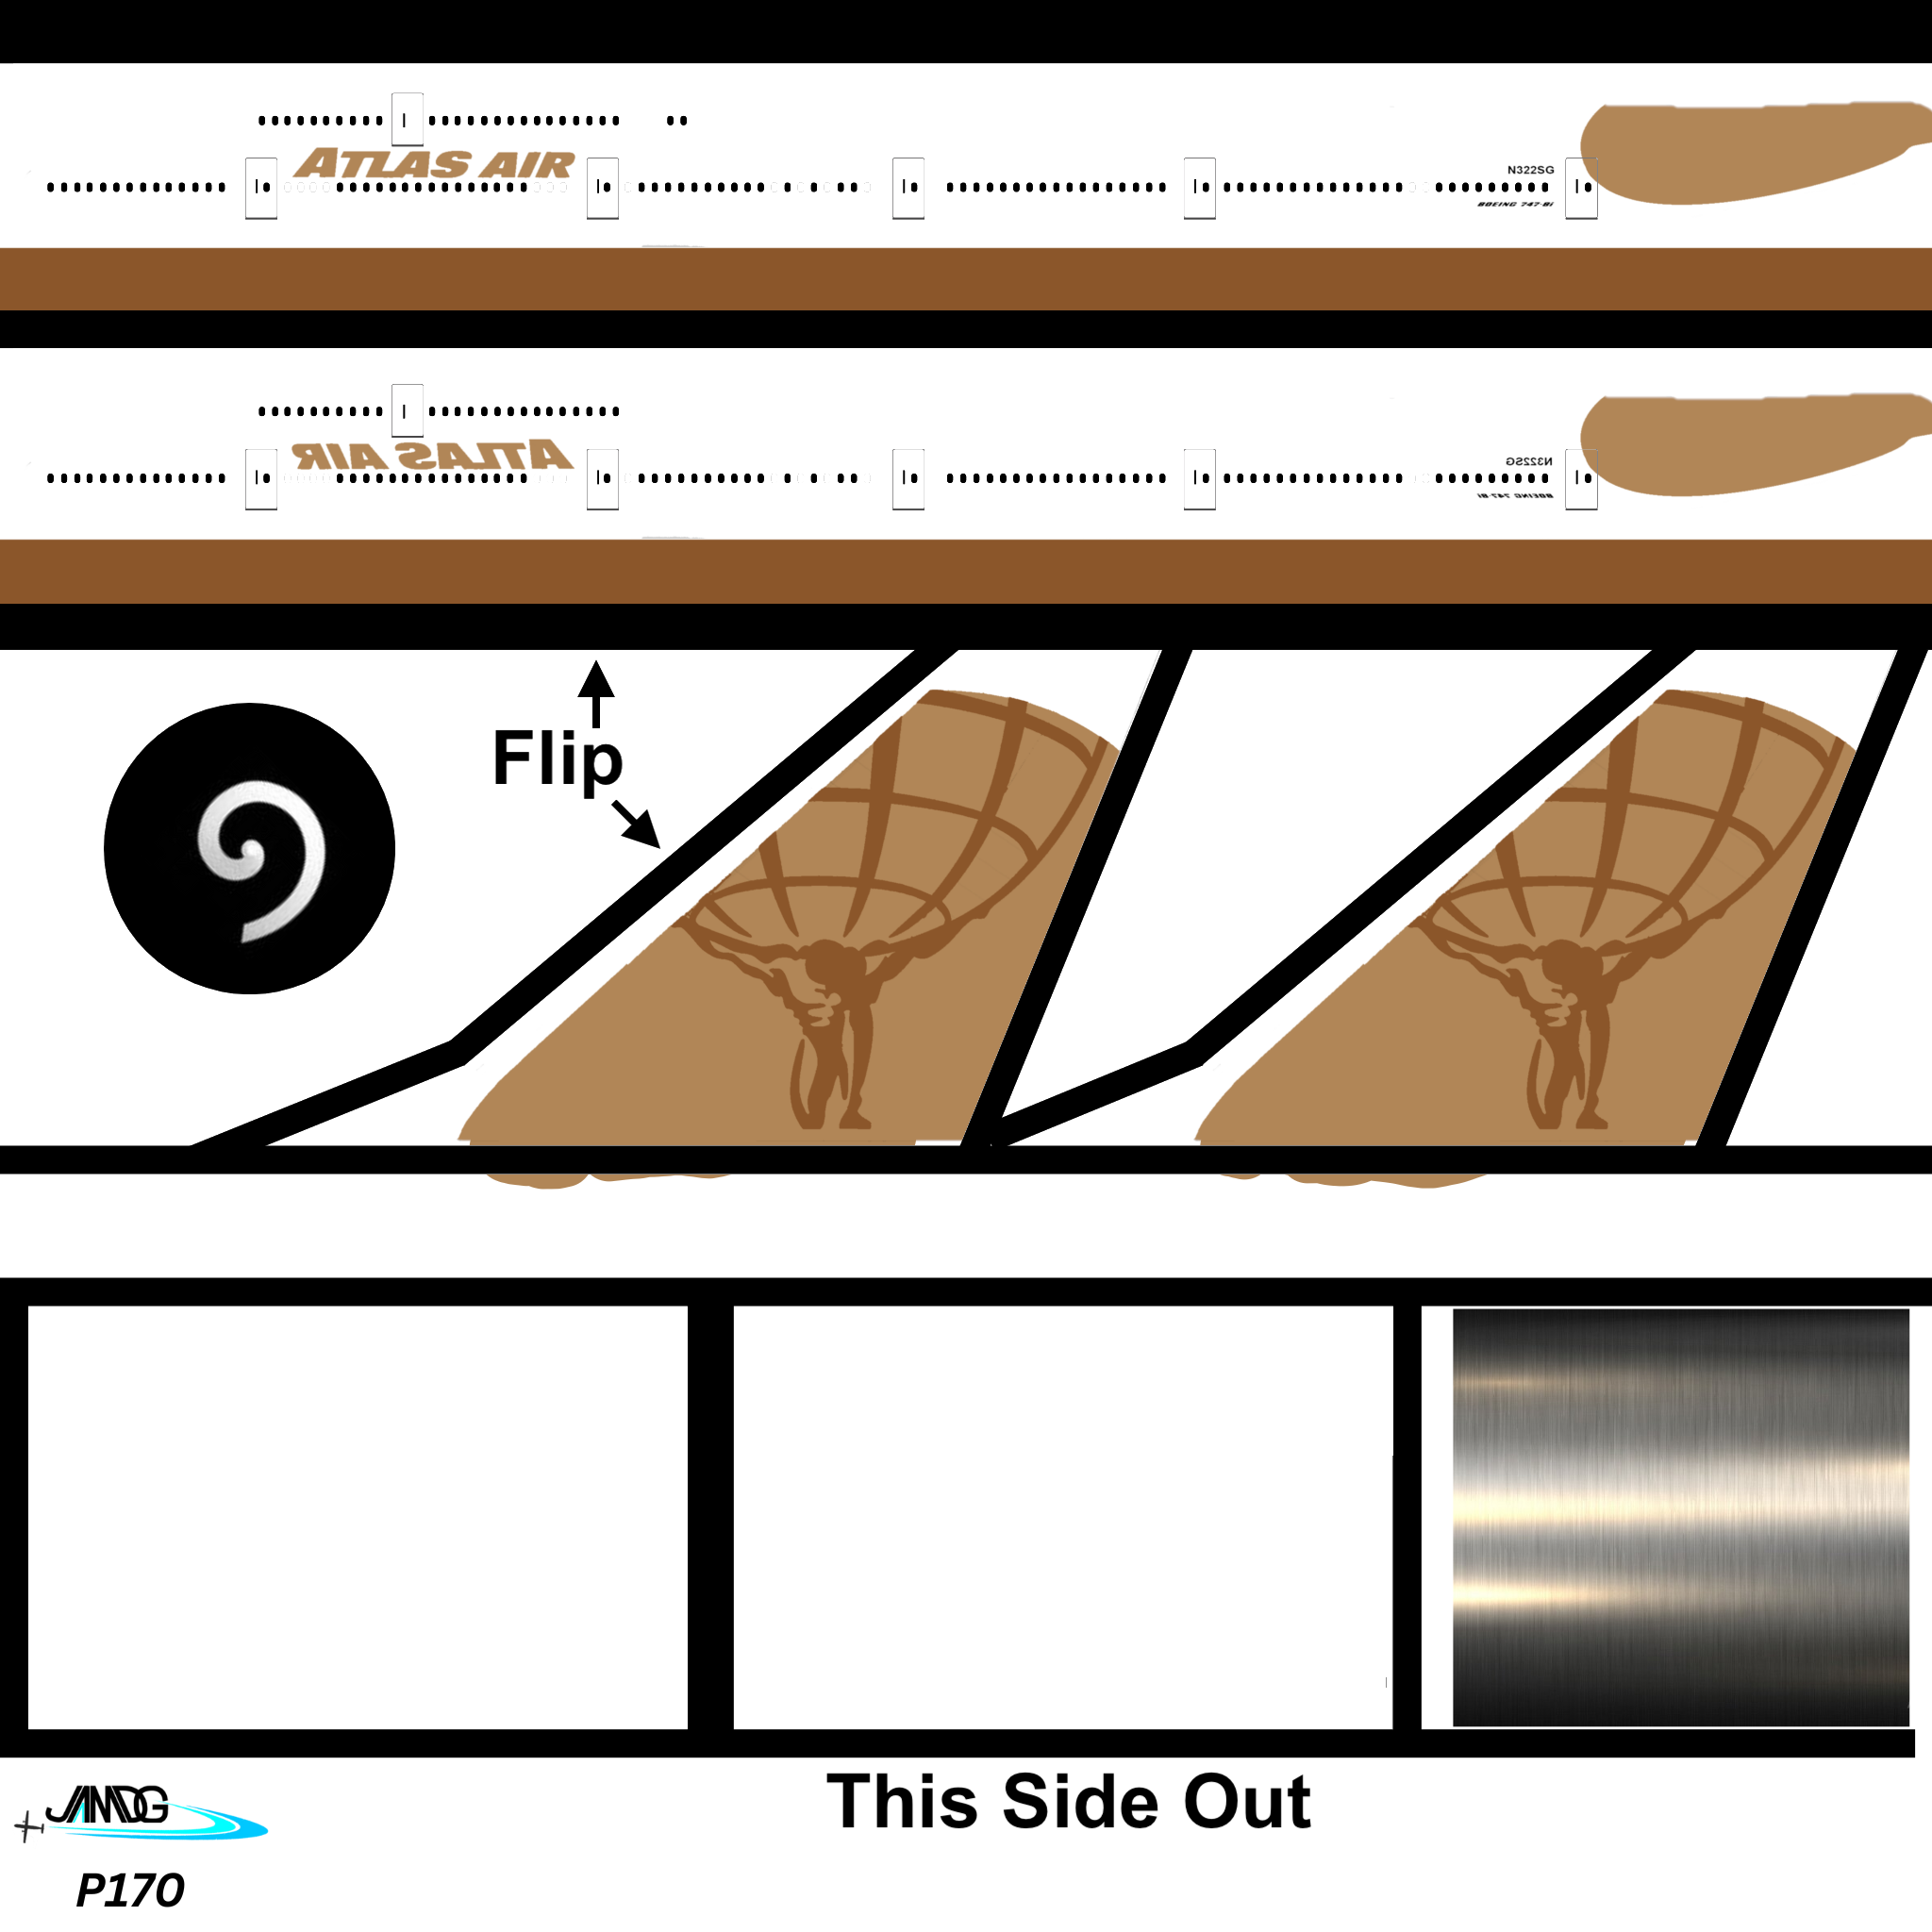 ATLAS AIR
N322SG
BOEING 747-8i
ATLAS AIR
N322SG
BOEING 747-8i
Flip
This Side Out
JAMDG
P170